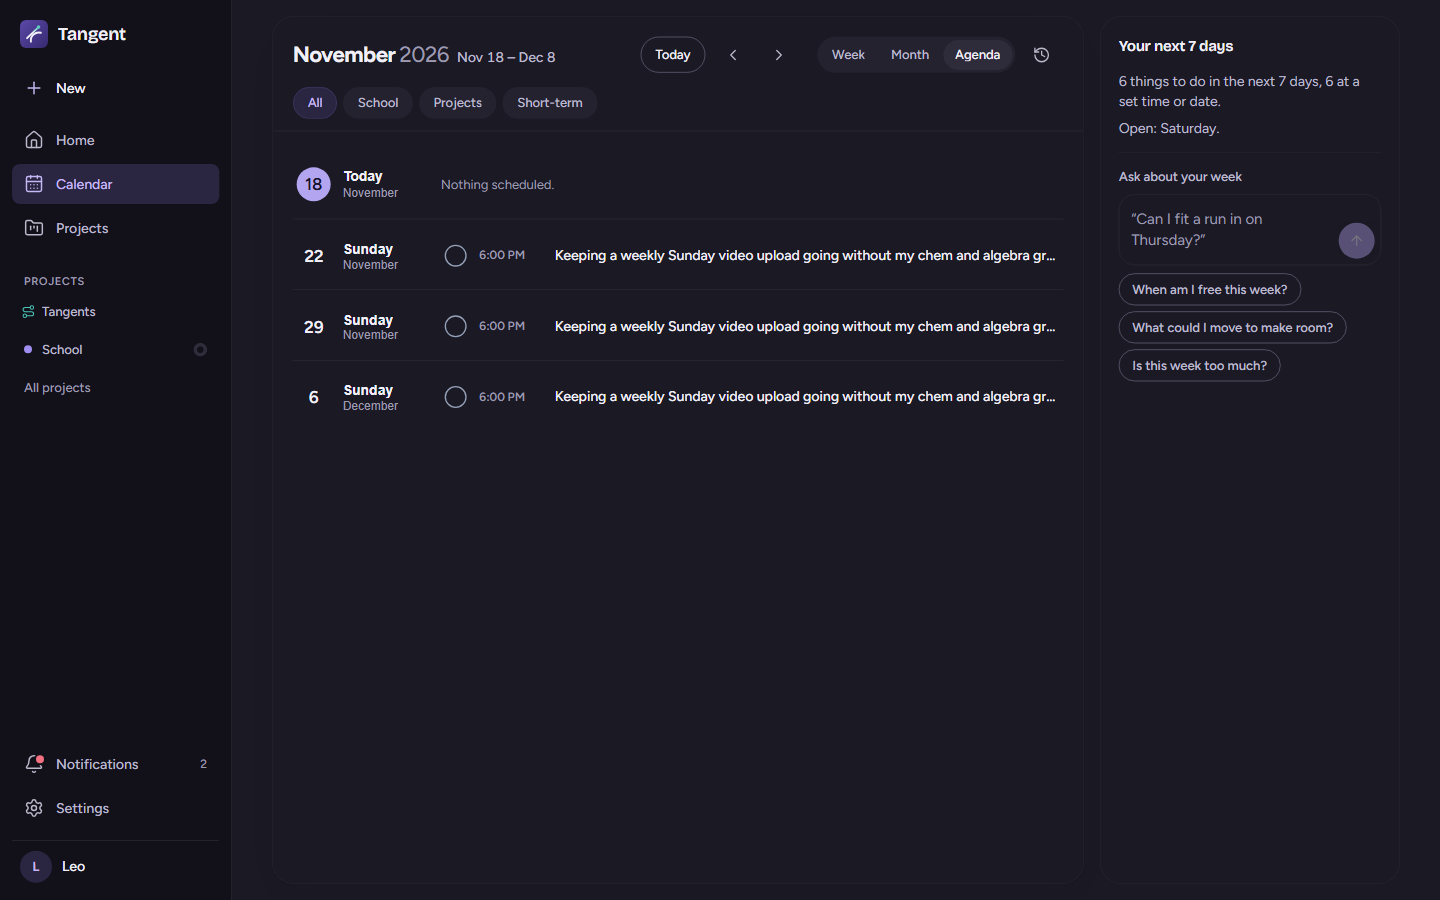 Tangent
New
Home
Calendar
Projects
PROJECTS
Tangents
School
All projects
Notifications 2
Settings
L Leo
November 2026 Nov 18 – Dec 8
Today
Week Month Agenda
All School Projects Short-term
18 Today November Nothing scheduled.
22 Sunday November 6:00 PM Keeping a weekly Sunday video upload going without my chem and algebra gr...
29 Sunday November 6:00 PM Keeping a weekly Sunday video upload going without my chem and algebra gr...
6 Sunday December 6:00 PM Keeping a weekly Sunday video upload going without my chem and algebra gr...
Your next 7 days
6 things to do in the next 7 days, 6 at a
set time or date.
Open: Saturday.
Ask about your week
“Can I fit a run in on
Thursday?”
When am I free this week?
What could I move to make room?
Is this week too much?